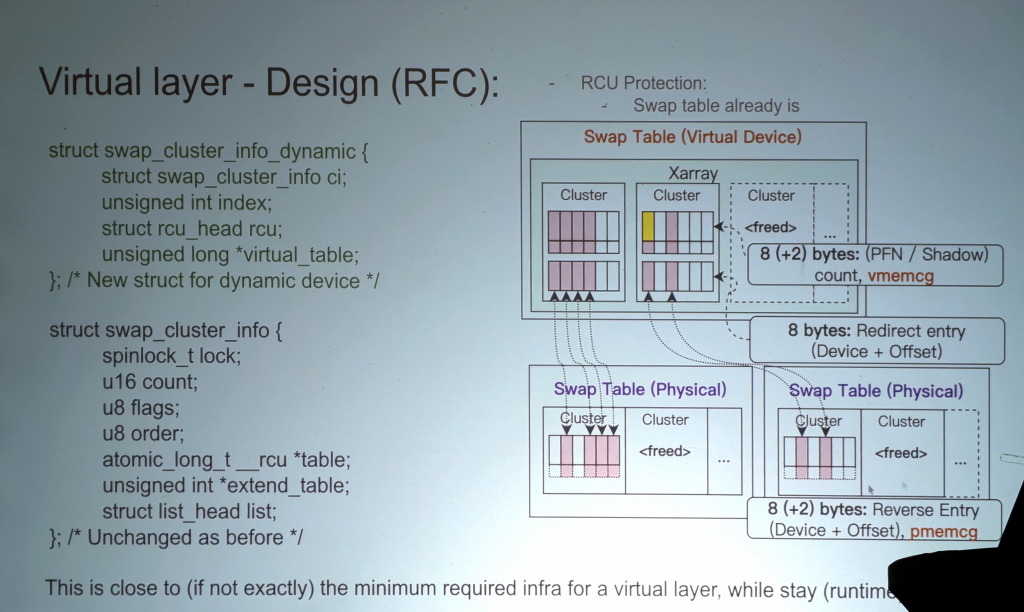 Virtual layer - Design (RFC):
- RCU Protection:
- Swap table already is
struct swap_cluster_info_dynamic {
struct swap_cluster_info ci;
unsigned int index;
struct rcu_head rcu;
unsigned long *virtual_table;
}; /* New struct for dynamic device */
struct swap_cluster_info {
spinlock_t lock;
u16 count;
u8 flags;
u8 order;
atomic_long_t __rcu *table;
unsigned int *extend_table;
struct list_head list;
}; /* Unchanged as before */
Swap Table (Virtual Device)
Xarray
Cluster
Cluster
Cluster
<freed>
...
8 (+2) bytes: (PFN / Shadow)
count, vmemcg
8 bytes: Redirect entry
(Device + Offset)
Swap Table (Physical)
Cluster
Cluster
<freed>
...
Swap Table (Physical)
Cluster
Cluster
<freed>
...
8 (+2) bytes: Reverse Entry
(Device + Offset), pmemcg
This is close to (if not exactly) the minimum required infra for a virtual layer, while stay (runtime